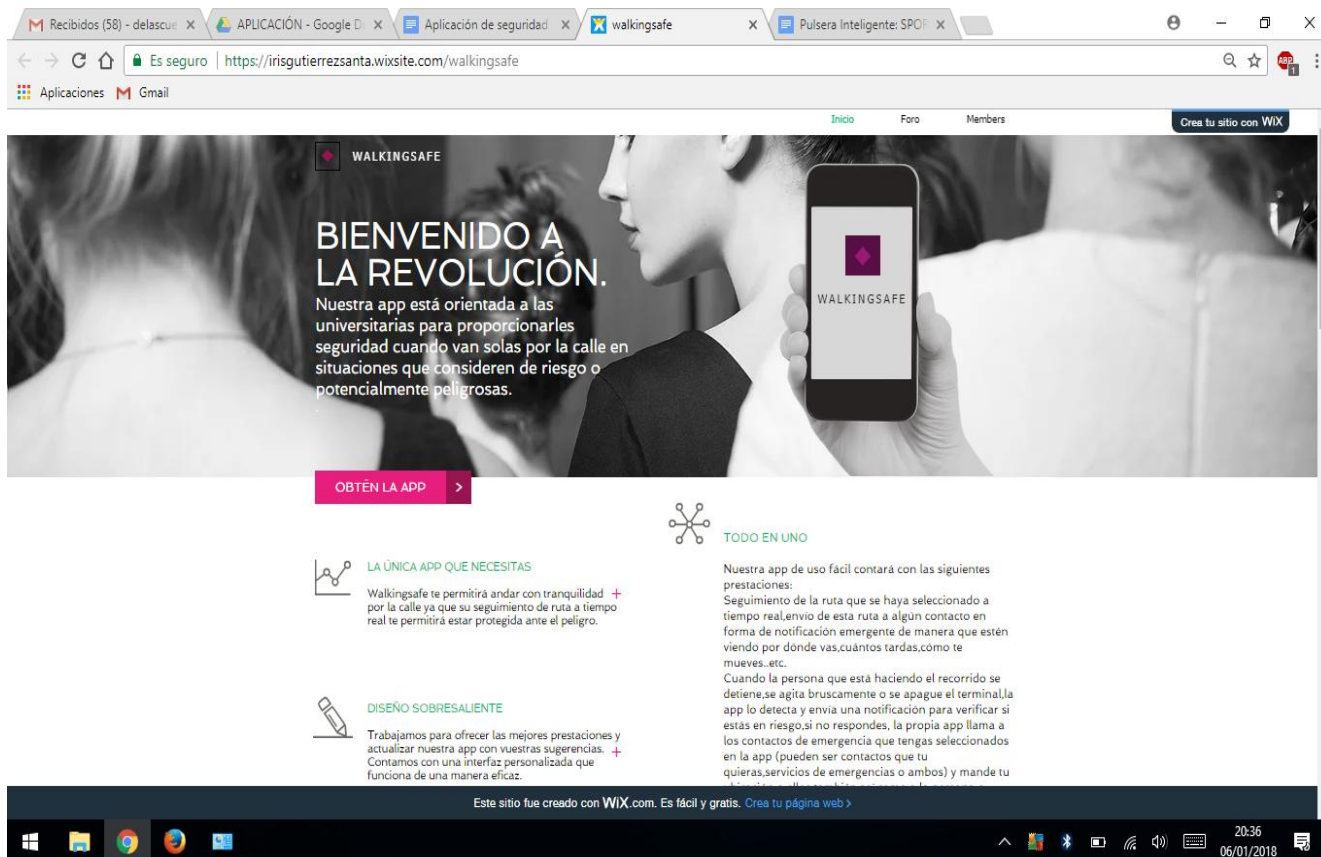 Recibidos (58) - delascue
APLICACIÓN - Google D
Aplicación de seguridad
walkingsafe
Pulsera Inteligente: SPOR
Es seguro | https://irisgutierrezsanta.wixsite.com/walkingsafe
ABP
1
Aplicaciones Gmail
Inicio Foro Members
Crea tu sitio con WiX
WALKINGSAFE
BIENVENIDO A
LA REVOLUCIÓN.
Nuestra app está orientada a las
universitarias para proporcionarles
seguridad cuando van solas por la calle en
situaciones que consideren de riesgo o
potencialmente peligrosas.
WALKINGSAFE
OBTÉN LA APP >
LA ÚNICA APP QUE NECESITAS
Walkingsafe te permitirá andar con tranquilidad +
por la calle ya que su seguimiento de ruta a tiempo
real te permitirá estar protegida ante el peligro.
DISEÑO SOBRESALIENTE
Trabajamos para ofrecer las mejores prestaciones y
actualizar nuestra app con vuestras sugerencias. +
Contamos con una interfaz personalizada que
funciona de una manera eficaz.
TODO EN UNO
Nuestra app de uso fácil contará con las siguientes
prestaciones:
Seguimiento de la ruta que se haya seleccionado a
tiempo real,envío de esta ruta a algún contacto en
forma de notificación emergente de manera que estén
viendo por dónde vas,cuántos tardas,cómo te
mueves..etc.
Cuando la persona que está haciendo el recorrido se
detiene,se agita bruscamente o se apague el terminal,la
app lo detecta y envía una notificación para verificar si
estás en riesgo,si no respondes, la propia app llama a
los contactos de emergencia que tengas seleccionados
en la app (pueden ser contactos que tu
quieras,servicios de emergencias o ambos) y mande tu
Este sitio fue creado con WiX.com. Es fácil y gratis. Crea tu página web >
20:36
06/01/2018